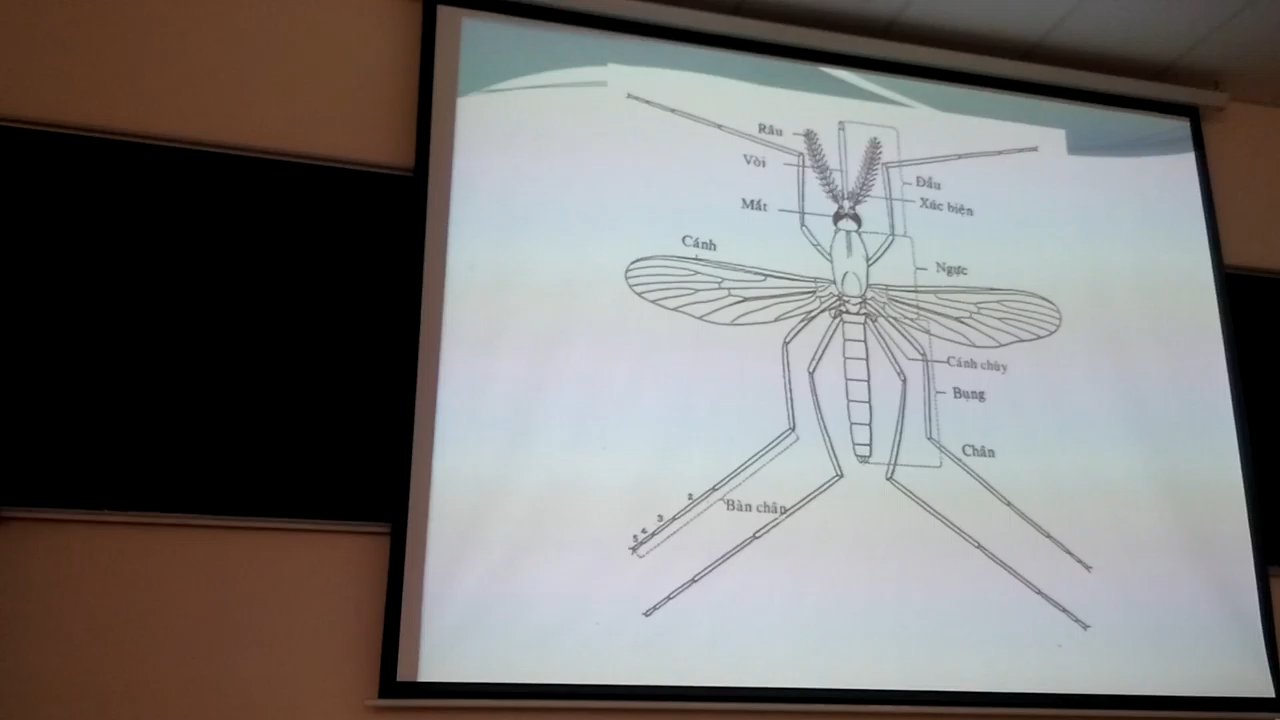 Râu
Vòi
Đầu
Mắt
Xúc biện
Cánh
Ngực
Cánh chùy
Bụng
Chân
2
Bàn chân
3
4
5